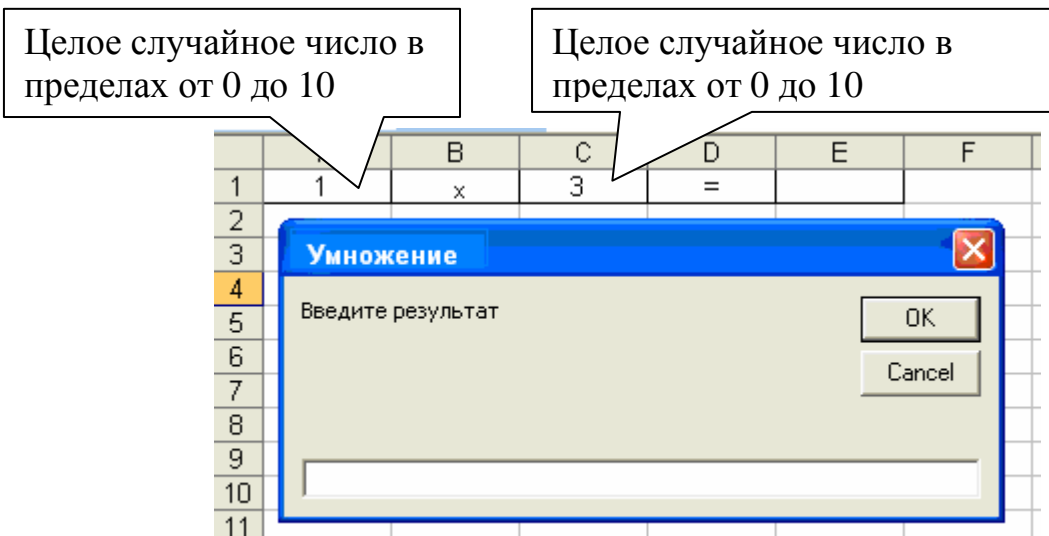 Целое случайное число в
пределах от 0 до 10
Целое случайное число в
пределах от 0 до 10
B C D E F
1 1 x 3 =
2
3
4
5
6
7
8
9
10
11
Умножение
Введите результат
OK
Cancel